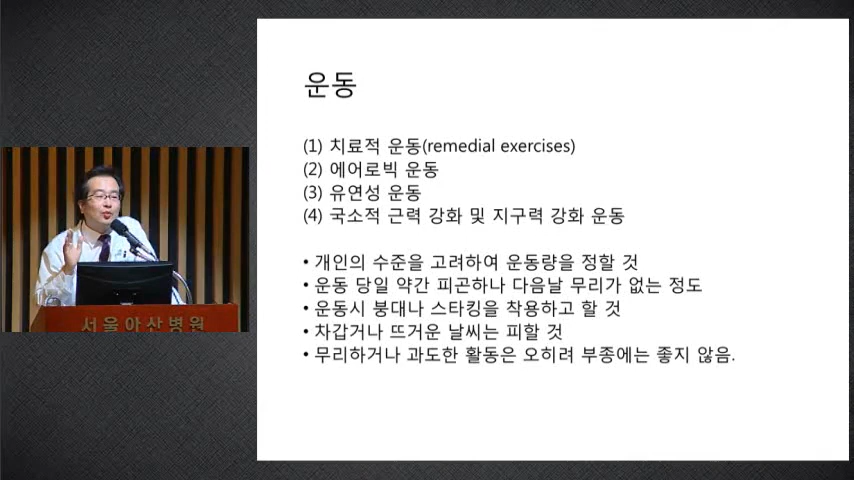 운동
(1) 치료적 운동(remedial exercises)
(2) 에어로빅 운동
(3) 유연성 운동
(4) 국소적 근력 강화 및 지구력 강화 운동
• 개인의 수준을 고려하여 운동량을 정할 것
• 운동 당일 약간 피곤하나 다음날 무리가 없는 정도
• 운동시 붕대나 스타킹을 착용하고 할 것
• 차갑거나 뜨거운 날씨는 피할 것
• 무리하거나 과도한 활동은 오히려 부종에는 좋지 않음.
서울아산병원